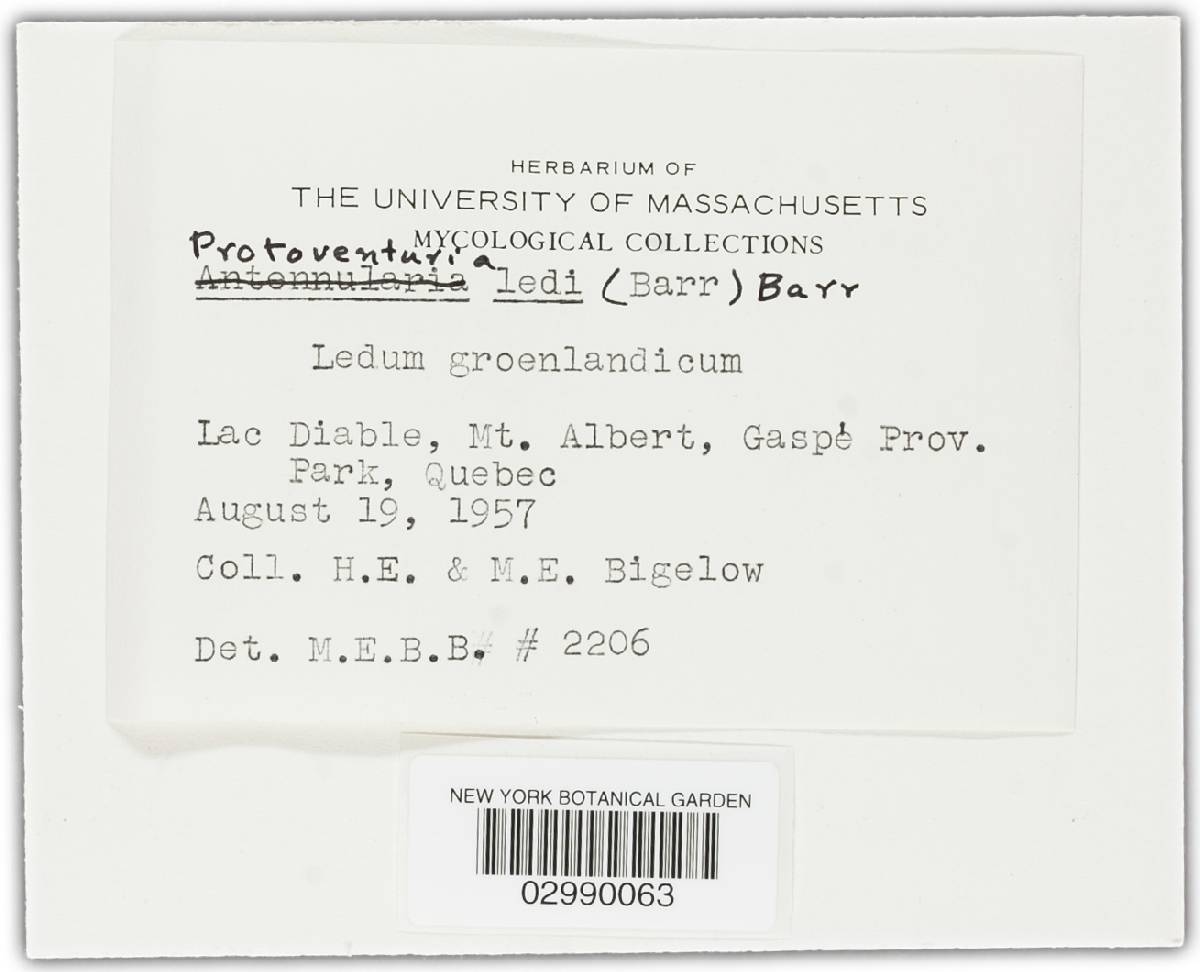 HERBARIUM OF
THE UNIVERSITY OF MASSACHUSETTS
MYCOLOGICAL COLLECTIONS
Protoventuria
Antennularia ledi (Barr) Barr
Ledum groenlandicum
Lac Diable, Mt. Albert, Gaspé Prov.
Park, Quebec
August 19, 1957
Coll. H.E. & M.E. Bigelow
Det. M.E.B.B. # 2206
NEW YORK BOTANICAL GARDEN
02990063